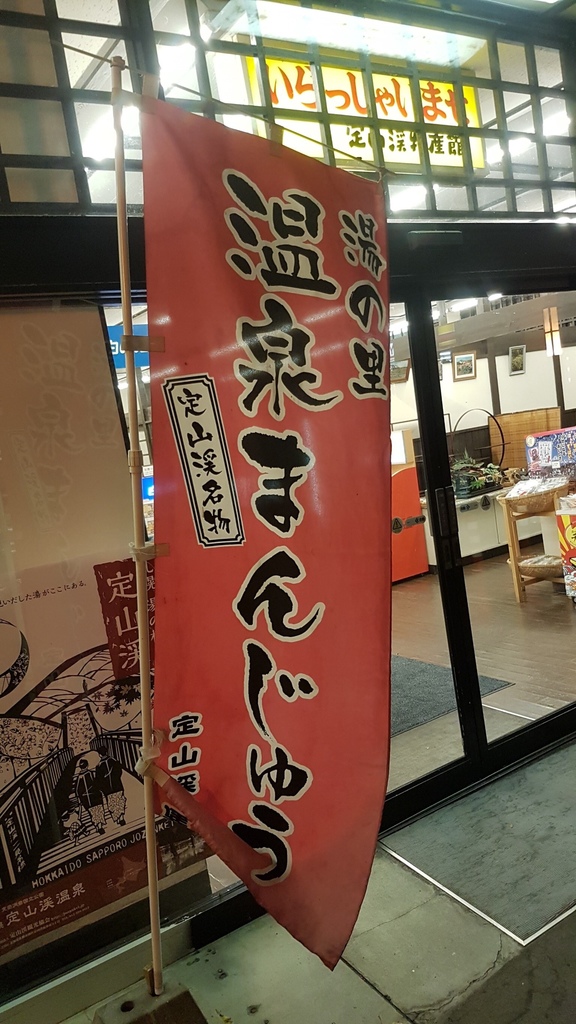 いらっしゃいませ
定山渓物産館
湯の里
温泉まんじゅう
定山渓名物
定山渓
定山渓
HOKKAIDO SAPPORO JOZANKEI
定山渓温泉